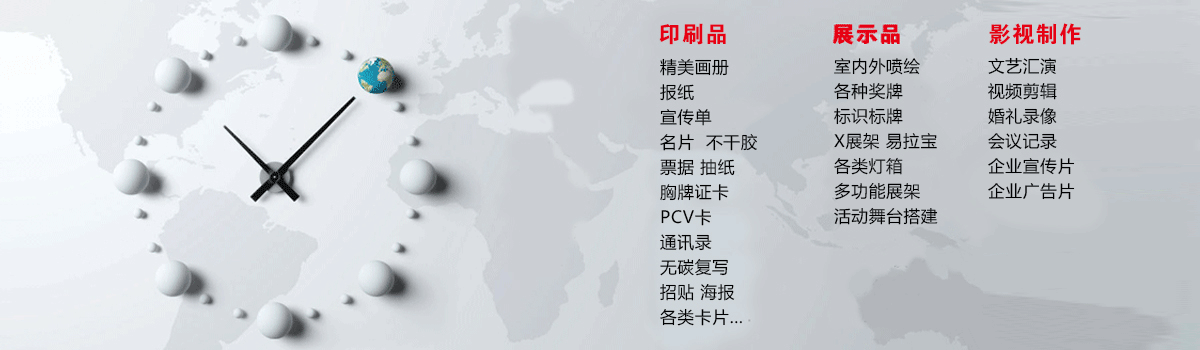 印刷品
精美画册
报纸
宣传单
名片 不干胶
票据 抽纸
胸牌证卡
PCV卡
通讯录
无碳复写
招贴 海报
各类卡片...
展示品
室内外喷绘
各种奖牌
标识标牌
X展架 易拉宝
各类灯箱
多功能展架
活动舞台搭建
影视制作
文艺汇演
视频剪辑
婚礼录像
会议记录
企业宣传片
企业广告片